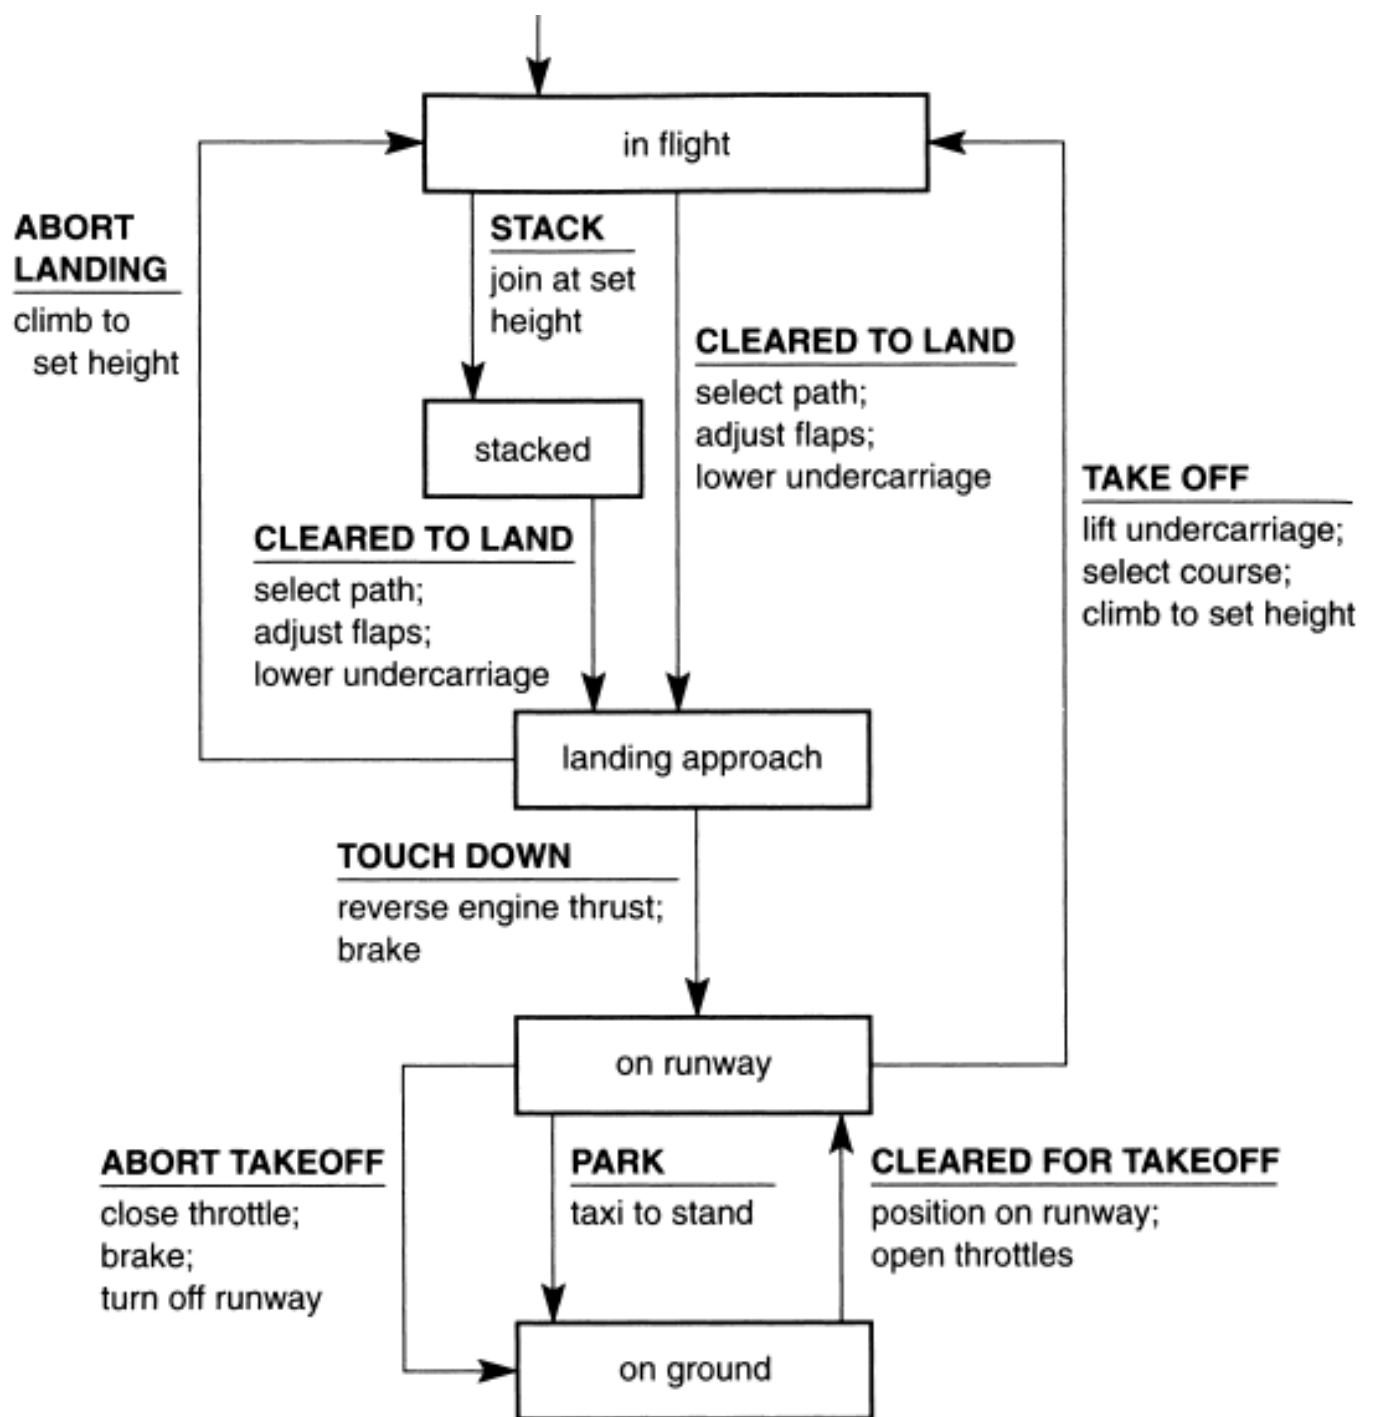 in flight
ABORT
LANDING
climb to
set height
STACK
join at set
height
CLEARED TO LAND
select path;
adjust flaps;
lower undercarriage
stacked
TAKE OFF
lift undercarriage;
select course;
climb to set height
CLEARED TO LAND
select path;
adjust flaps;
lower undercarriage
landing approach
TOUCH DOWN
reverse engine thrust;
brake
on runway
ABORT TAKEOFF
close throttle;
brake;
turn off runway
PARK
taxi to stand
CLEARED FOR TAKEOFF
position on runway;
open throttles
on ground